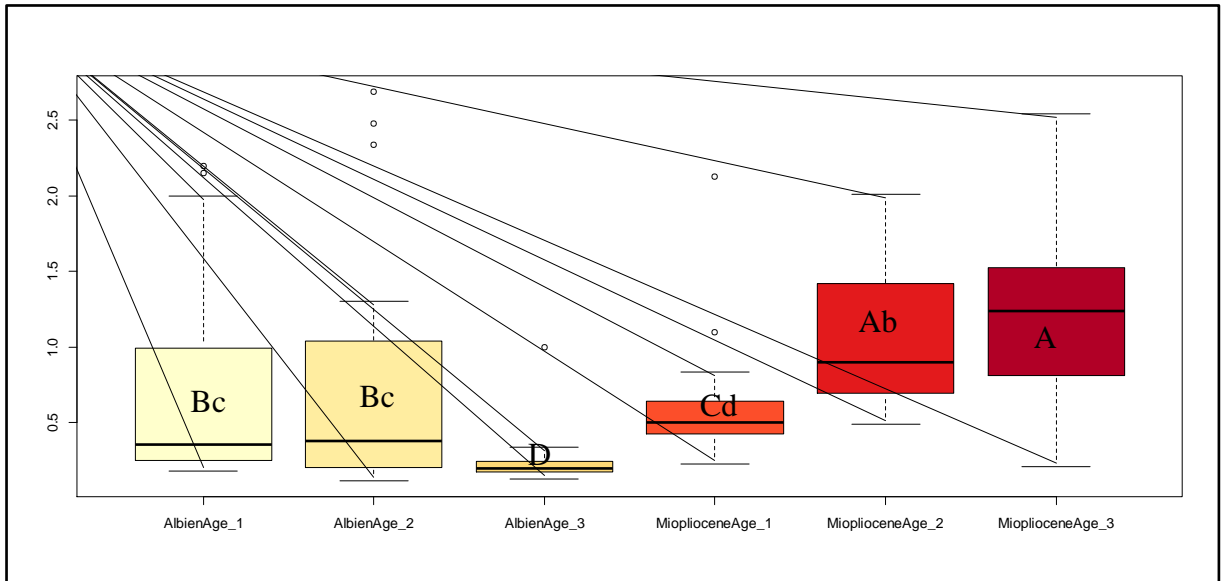 2.5
2.0
1.5
1.0
0.5
Bc
Bc
D
Cd
Ab
A
AlbienAge_1 AlbienAge_2 AlbienAge_3 MioplioceneAge_1 MioplioceneAge_2 MioplioceneAge_3